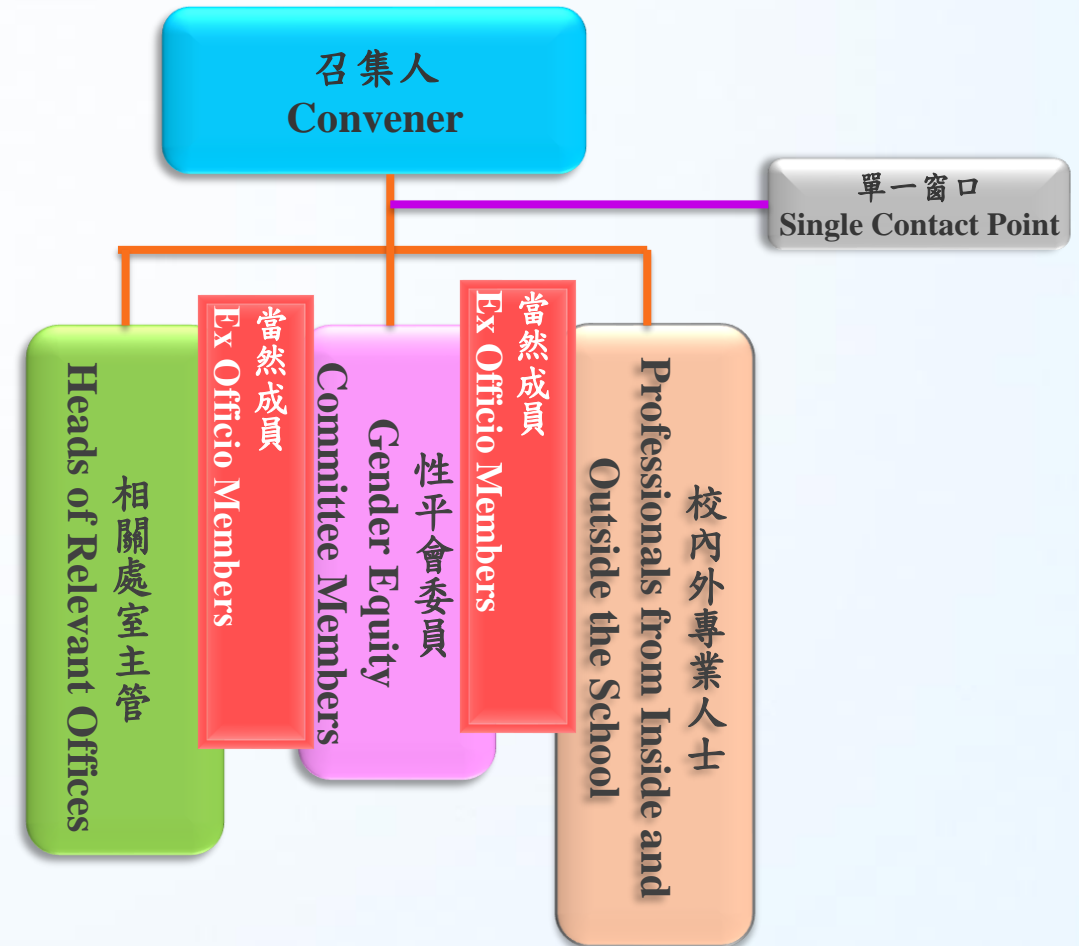 召集人
Convener
單一窗口
Single Contact Point
相關處室主管
Heads of Relevant Offices
當然成員
Ex Officio Members
性平會委員
Gender Equity
Committee Members
當然成員
Ex Officio Members
校內外專業人士
Professionals from Inside and
Outside the School